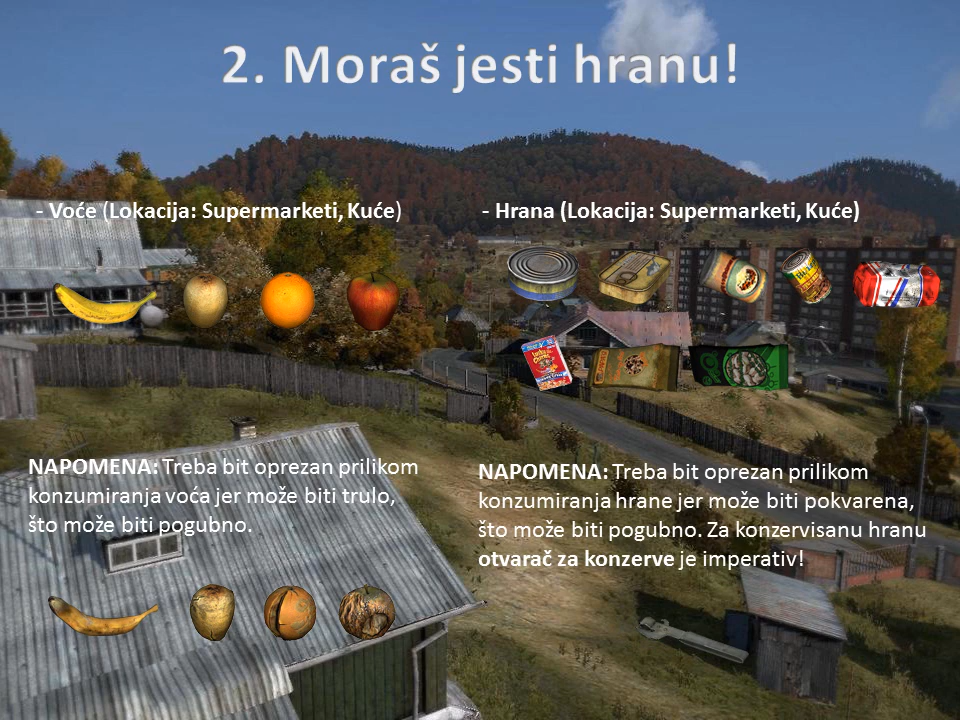 2. Moraš jesti hranu!
- Voće (Lokacija: Supermarketi, Kuće)
- Hrana (Lokacija: Supermarketi, Kuće)
NAPOMENA: Treba bit oprezan prilikom
konzumiranja voća jer može biti trulo,
što može biti pogubno.
NAPOMENA: Treba bit oprezan prilikom
konzumiranja hrane jer može biti pokvarena,
što može biti pogubno. Za konzervisanu hranu
otvarač za konzerve je imperativ!